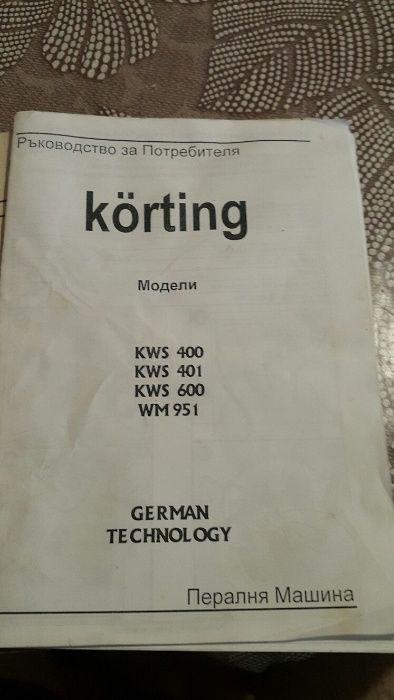 Ръководство за Потребителя
körting
Модели
KWS 400
KWS 401
KWS 600
WM 951
GERMAN
TECHNOLOGY
Пералня Машина